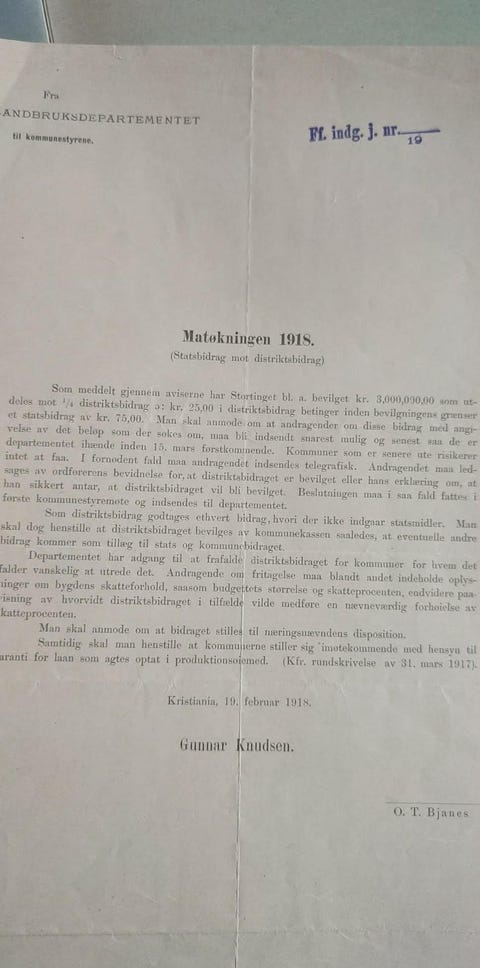 Fra
LANDBRUKSDEPARTEMENTET
til kommunestyrene.
Ff. indg. j. nr.
19
Matøkningen 1918.
(Statsbidrag mot distriktsbidrag)
Som meddelt gjennem aviserne har Stortinget bl. a. bevilget kr. 3,000,000,00 som ut-
deles mot ¼ distriktsbidrag ɔ: kr. 25,00 i distriktsbidrag betinger inden bevilgningens grænser
et statsbidrag av kr. 75,00. Man skal anmode om at andragender om disse bidrag med angi-
velse av det beløp som der søkes om, maa bli indsendt snarest mulig og senest saa de er
departementet ihænde inden 15. mars førstkommende. Kommuner som er senere ute risikerer
intet at faa. I fornødent fald maa andragendet indsendes telegrafisk. Andragendet maa led-
sages av ordførerens bevidnelse for, at distriktsbidraget er bevilget eller hans erklæring om, at
han sikkert antar, at distriktsbidraget vil bli bevilget. Beslutningen maa i saa fald fattes i
første kommunestyremøte og indsendes til departementet.
Som distriktsbidrag godtages ethvert bidrag, hvori der ikke indgaar statsmidler. Man
skal dog henstille at distriktsbidraget bevilges av kommunekassen saaledes, at eventuelle andre
bidrag kommer som tillæg til stats og kommunebidraget.
Departementet har adgang til at frafalde distriktsbidraget for kommuner for hvem det
falder vanskelig at utrede det. Andragende om fritagelse maa blandt andet indeholde oplys-
ninger om bygdens skatteforhold, saasom budgettets størrelse og skatteprocenten, endvidere paa-
visning av hvorvidt distriktsbidraget i tilfælde vilde medføre en nævneværdig forhøielse av
skatteprocenten.
Man skal anmode om at bidraget stilles til næringsnævndens disposition.
Samtidig skal man henstille at kommunerne stiller sig imøtekommende med hensyn til
garanti for laan som agtes optat i produktionsøiemed. (Kfr. rundskrivelse av 31. mars 1917).
Kristiania, 19. februar 1918.
Gunnar Knudsen.
O. T. Bjanes